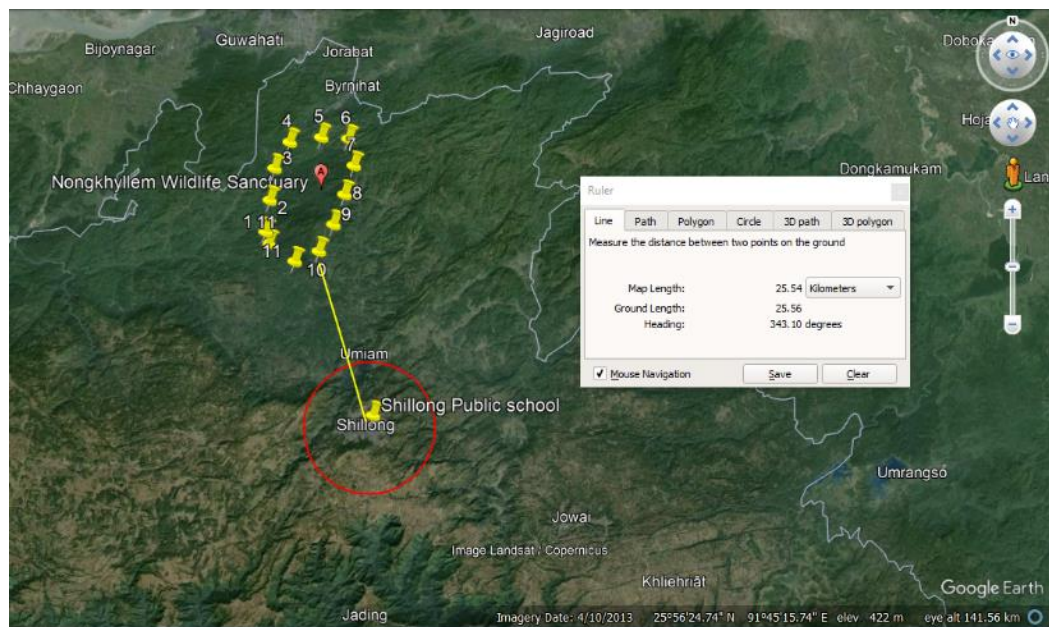 N
Guwahati
Jagiroad
Bijoynagar
Jorabat
Doboka
Chhaygaon
Byrnihat
4
5
6
Hoja
3
7
Dongkamukam
Lan
Nongkhyllem Wildlife Sanctuary
A
8
2
9
1 11
11
10
Ruler
Line Path Polygon Circle 3D path 3D polygon
Measure the distance between two points on the ground
Map Length: 25.54 Kilometers
Ground Length: 25.56
Heading: 343.10 degrees
Mouse Navigation Save Clear
Umiam
Shillong Public school
Shillong
Umrangso
Jowai
Image Landsat / Copernicus
Khliehriāt
Google Earth
Jading
Imagery Date: 4/10/2013 25°56'24.74" N 91°45'15.74" E elev 422 m eye alt 141.56 km